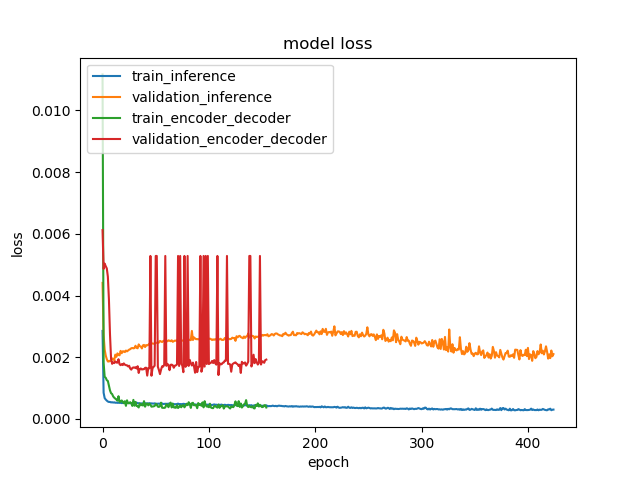 model loss
train_inference
validation_inference
train_encoder_decoder
validation_encoder_decoder
loss
0.010
0.008
0.006
0.004
0.002
0.000
0 100 200 300 400
epoch